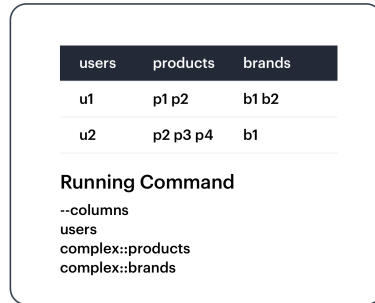 users products brands
u1 p1 p2 b1 b2
u2 p2 p3 p4 b1
Running Command
--columns
users
complex::products
complex::brands